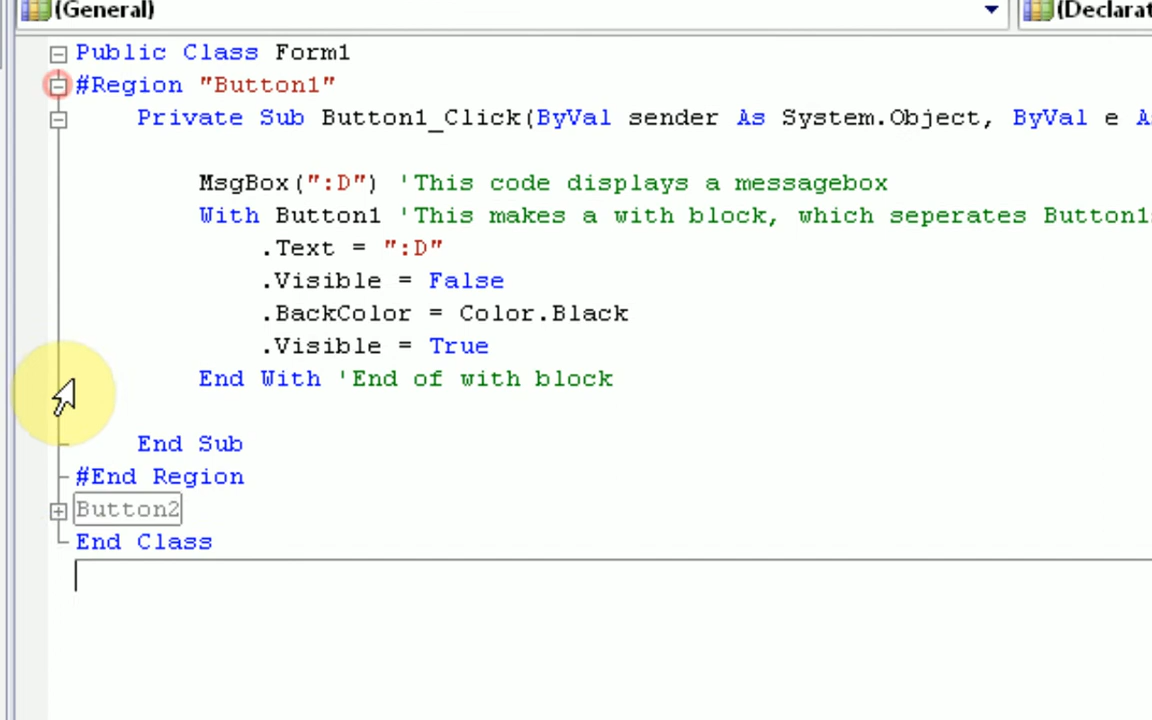 (General) (Declarat
Public Class Form1
#Region "Button1"
Private Sub Button1_Click(ByVal sender As System.Object, ByVal e As
MsgBox(":D") 'This code displays a messagebox
With Button1 'This makes a with block, which seperates Button1
.Text = ":D"
.Visible = False
.BackColor = Color.Black
.Visible = True
End With 'End of with block
End Sub
#End Region
Button2
End Class